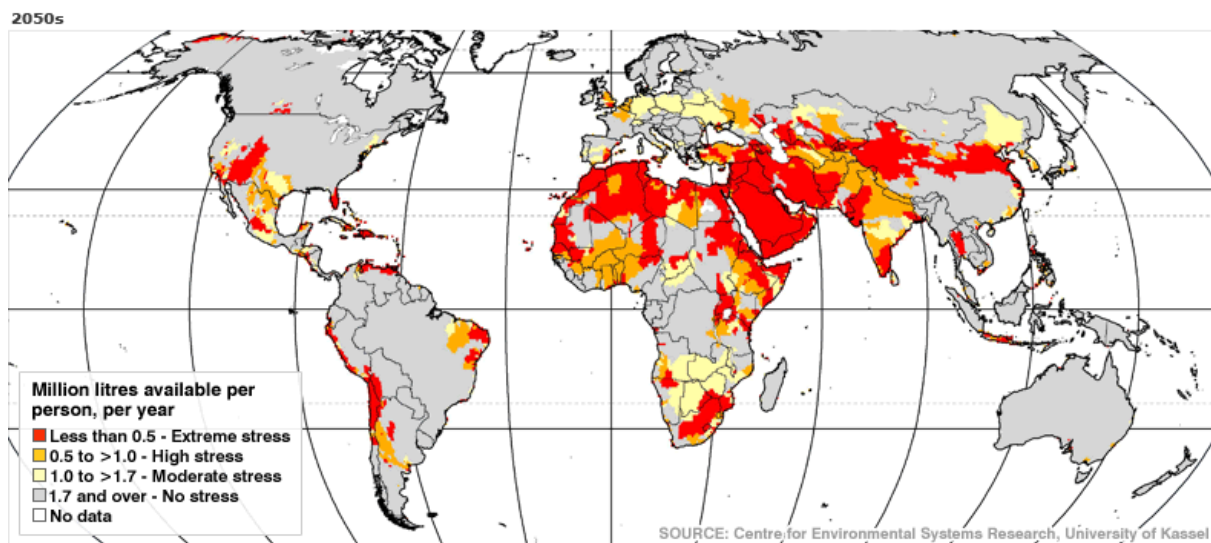 2050s
Million litres available per
person, per year
Less than 0.5 - Extreme stress
0.5 to >1.0 - High stress
1.0 to >1.7 - Moderate stress
1.7 and over - No stress
No data
SOURCE: Centre for Environmental Systems Research, University of Kassel